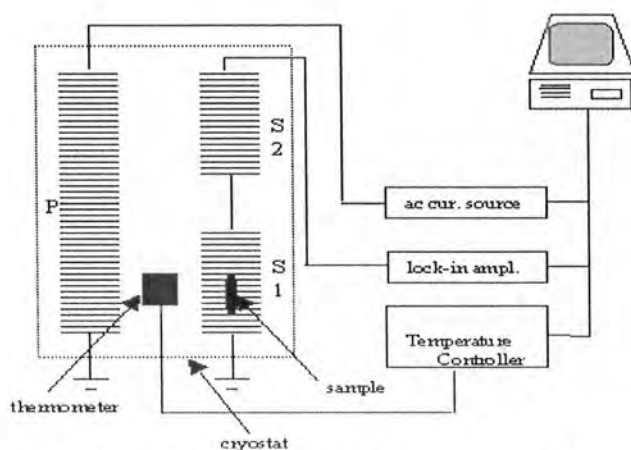 P
S
2
S
1
ac cur. source
lock-in ampl.
Temperature
Controller
thermometer
sample
cryostat